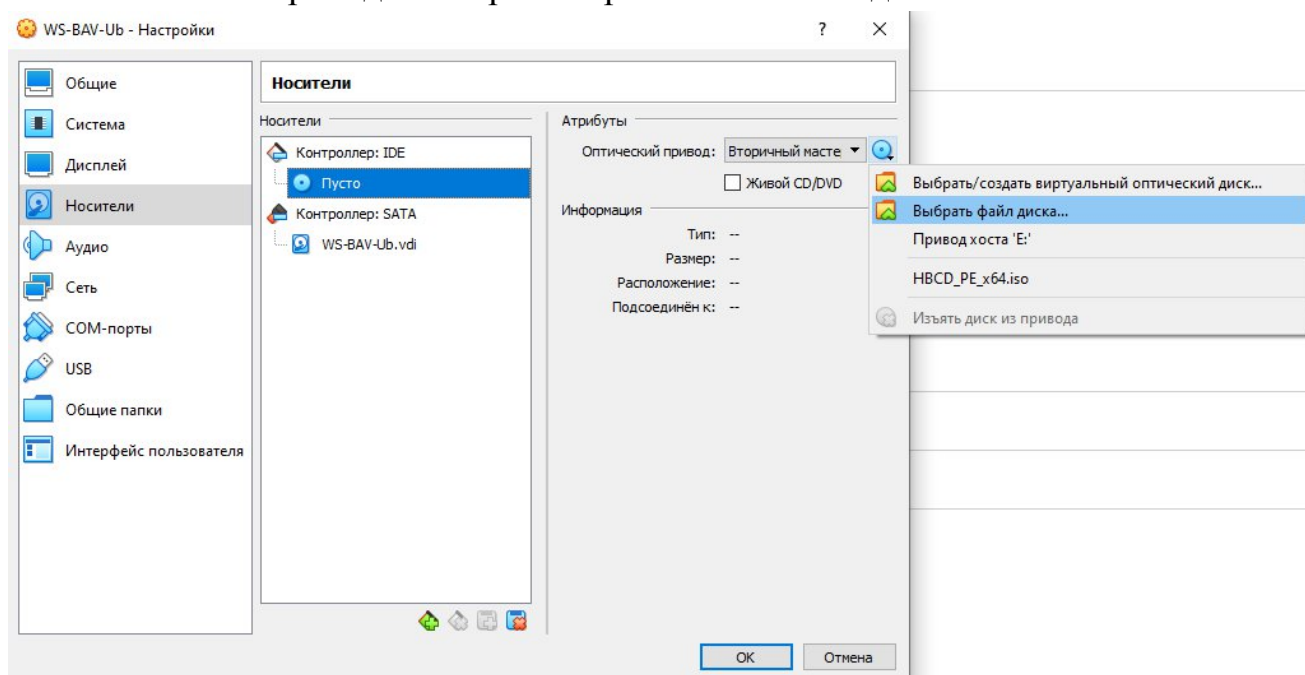 WS-BAV-Ub - Настройки
?
Общие
Система
Дисплей
Носители
Аудио
Сеть
COM-порты
USB
Общие папки
Интерфейс пользователя
Носители
Носители
Контроллер: IDE
Пусто
Контроллер: SATA
WS-BAV-Ub.vdi
Атрибуты
Оптический привод: Вторичный масте
Живой CD/DVD
Информация
Тип: --
Размер: --
Расположение: --
Подсоединён к: --
Выбрать/создать виртуальный оптический диск...
Выбрать файл диска...
Привод хоста 'E:'
HBCD_PE_x64.iso
Изъять диск из привода
OK
Отмена